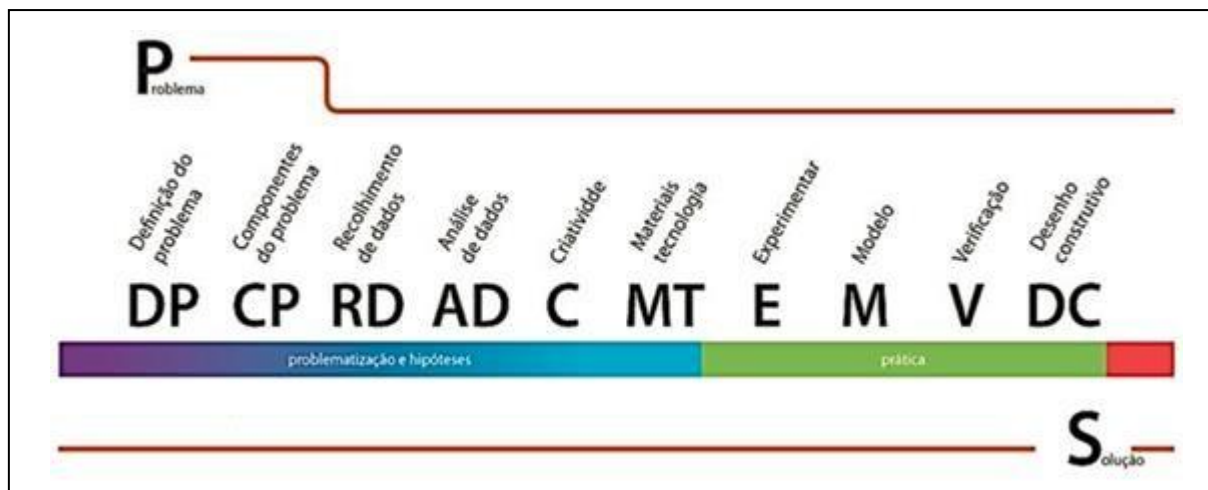 Problema
Definição do
problema
Componentes
do problema
Recolhimento
de dados
Análise
de dados
Criatividde
Materiais
tecnologia
Experimentar
Modelo
Verificação
Desenho
construtivo
DP CP RD AD C MT E M V DC
problematização e hipóteses prática
Solução